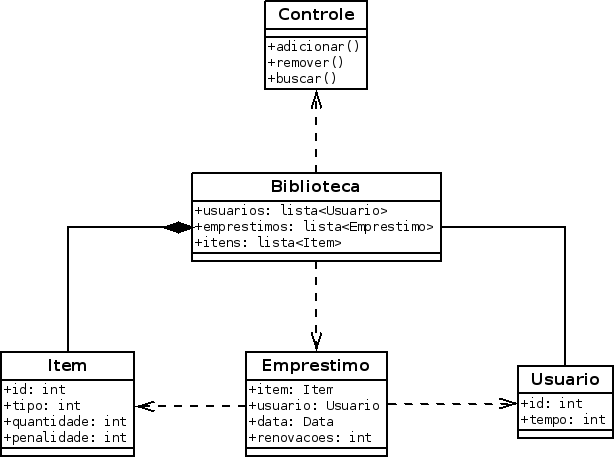 Controle
+adicionar()
+remover()
+buscar()
Biblioteca
+usuarios: lista<Usuario>
+emprestimos: lista<Emprestimo>
+itens: lista<Item>
Item
+id: int
+tipo: int
+quantidade: int
+penalidade: int
Emprestimo
+item: Item
+usuario: Usuario
+data: Data
+renovacoes: int
Usuario
+id: int
+tempo: int